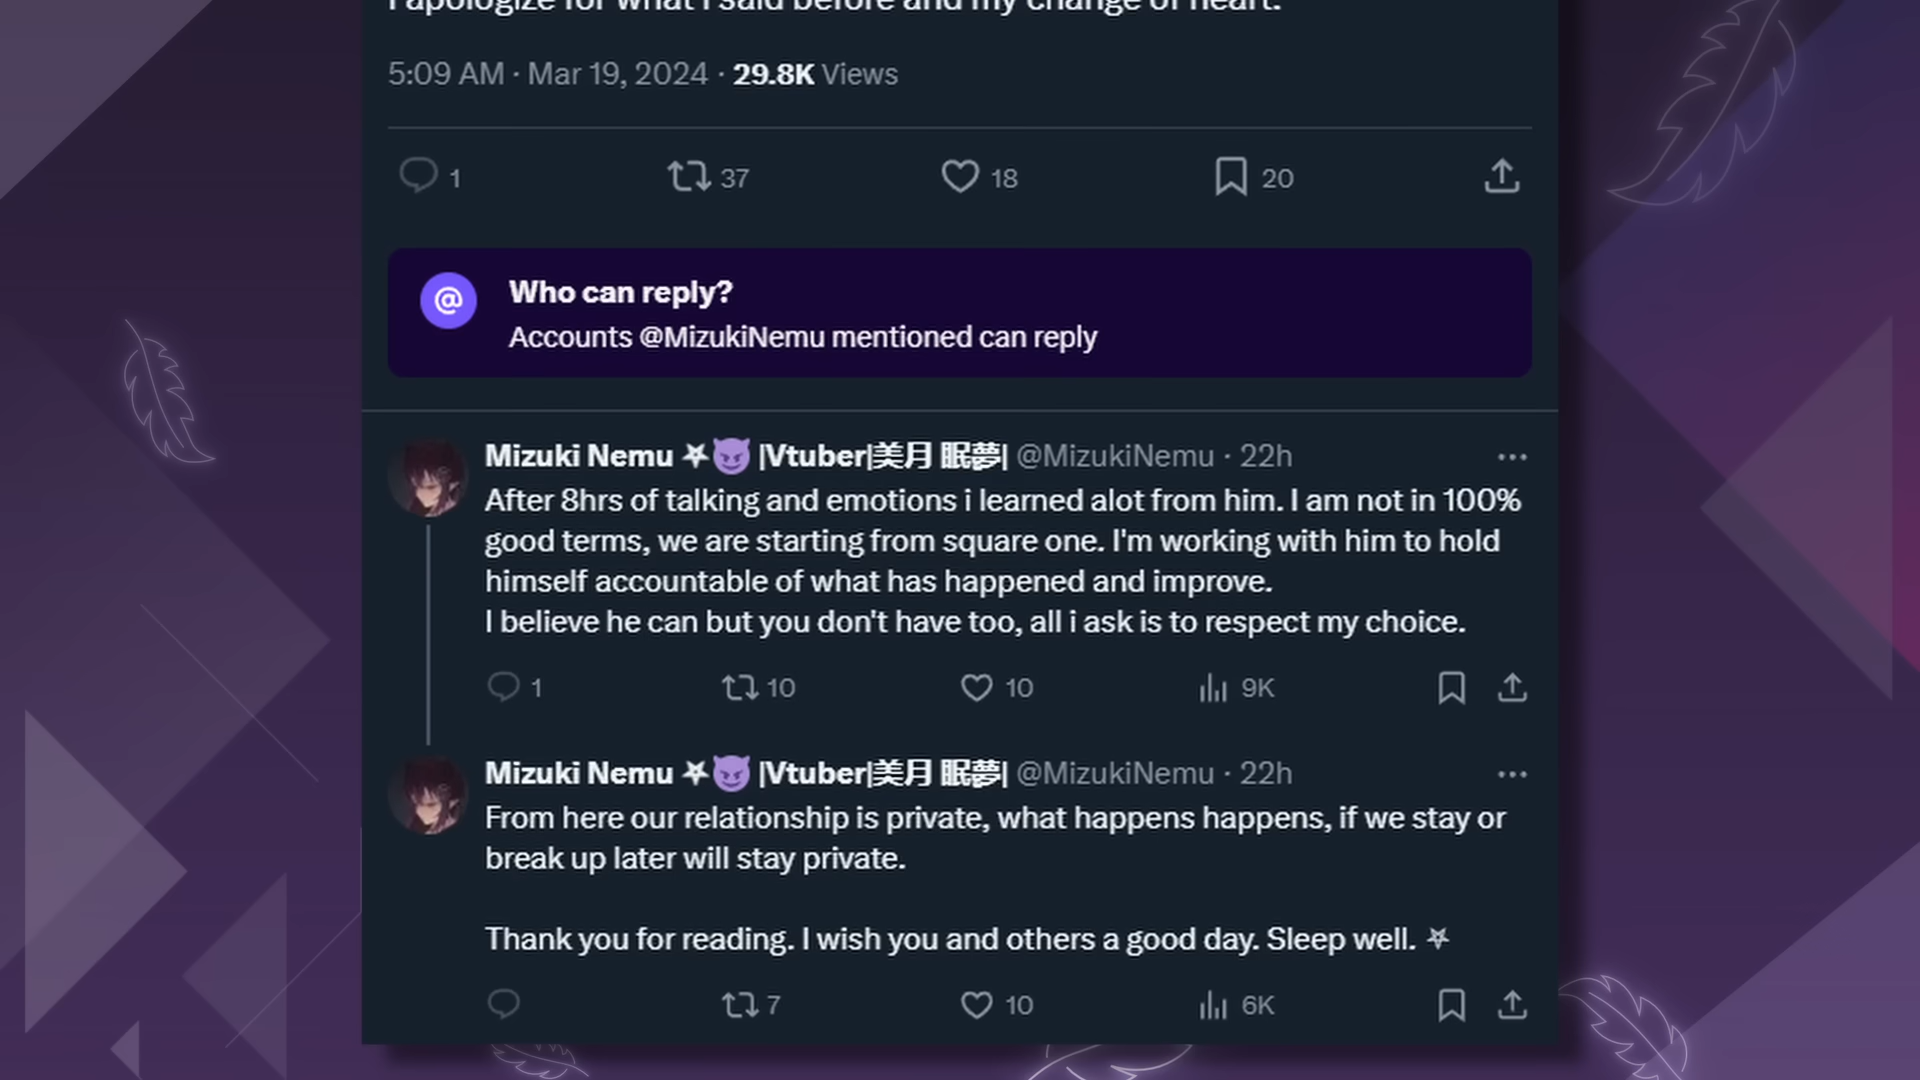 I apologize for what i said before and my change of heart.
5:09 AM · Mar 19, 2024 · 29.8K Views
1 37 18 20
@ Who can reply?
Accounts @MizukiNemu mentioned can reply
Mizuki Nemu ⛧😈 |Vtuber|美月 眠夢| @MizukiNemu · 22h
After 8hrs of talking and emotions i learned alot from him. I am not in 100%
good terms, we are starting from square one. I'm working with him to hold
himself accountable of what has happened and improve.
I believe he can but you don't have too, all i ask is to respect my choice.
1 10 10 9K
Mizuki Nemu ⛧😈 |Vtuber|美月 眠夢| @MizukiNemu · 22h
From here our relationship is private, what happens happens, if we stay or
break up later will stay private.
Thank you for reading. I wish you and others a good day. Sleep well. ⛧
7 10 6K